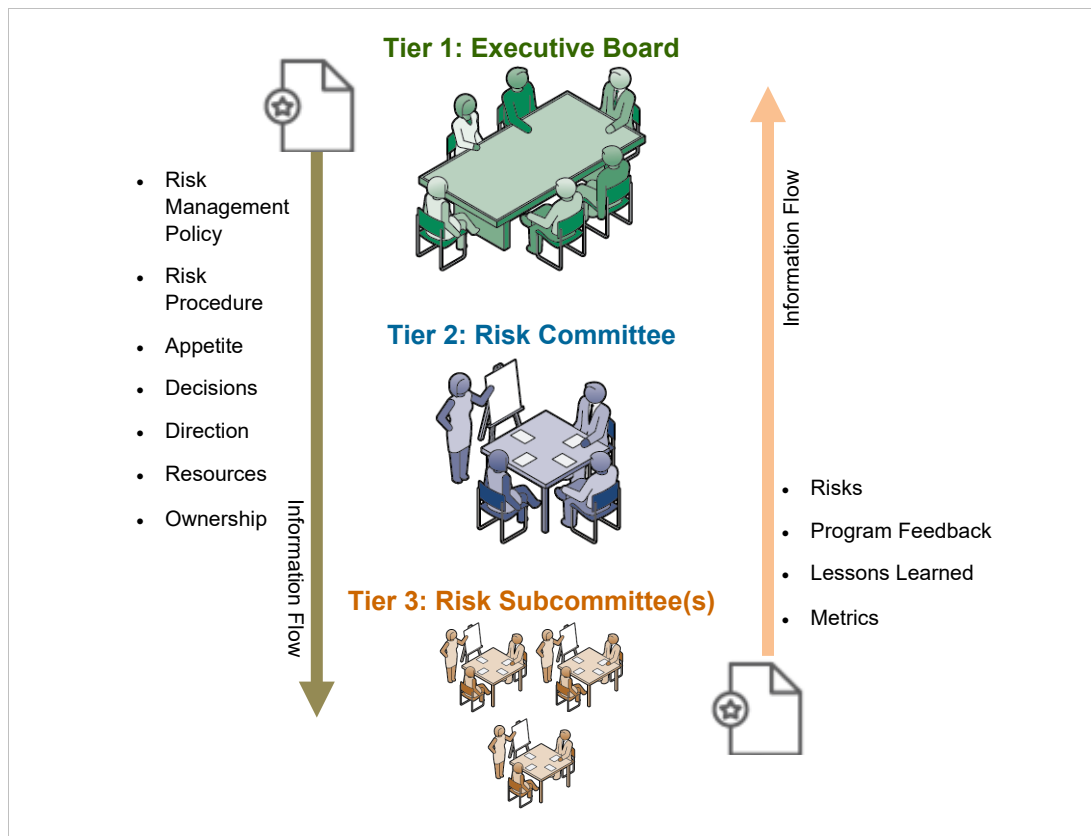 Tier 1: Executive Board
• Risk
Management
Policy
• Risk
Procedure
• Appetite
• Decisions
• Direction
• Resources
• Ownership
Information Flow
Tier 2: Risk Committee
Tier 3: Risk Subcommittee(s)
Information Flow
• Risks
• Program Feedback
• Lessons Learned
• Metrics